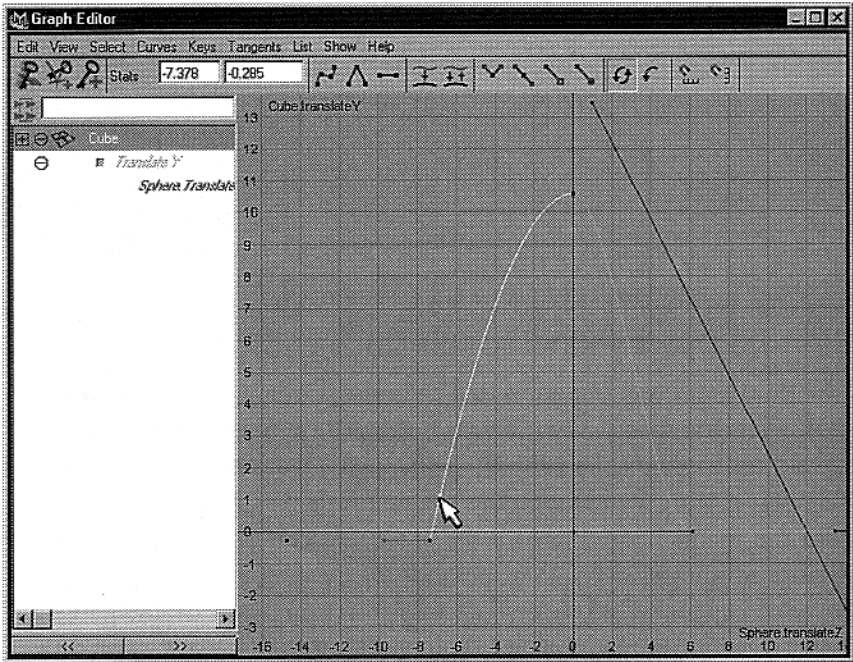 Graph Editor
Edit View Select Curves Keys Tangents List Show Help
Stats -7.378 -0.285
Cube.translateY
Cube
Translate Y
Sphere.Translate
13
12
11
10
9
8
7
6
5
4
3
2
1
0
-1
-2
-3
Sphere.translateZ
-16 -14 -12 -10 -8 -6 -4 -2 0 2 4 6 8 10 12 1
<< >>